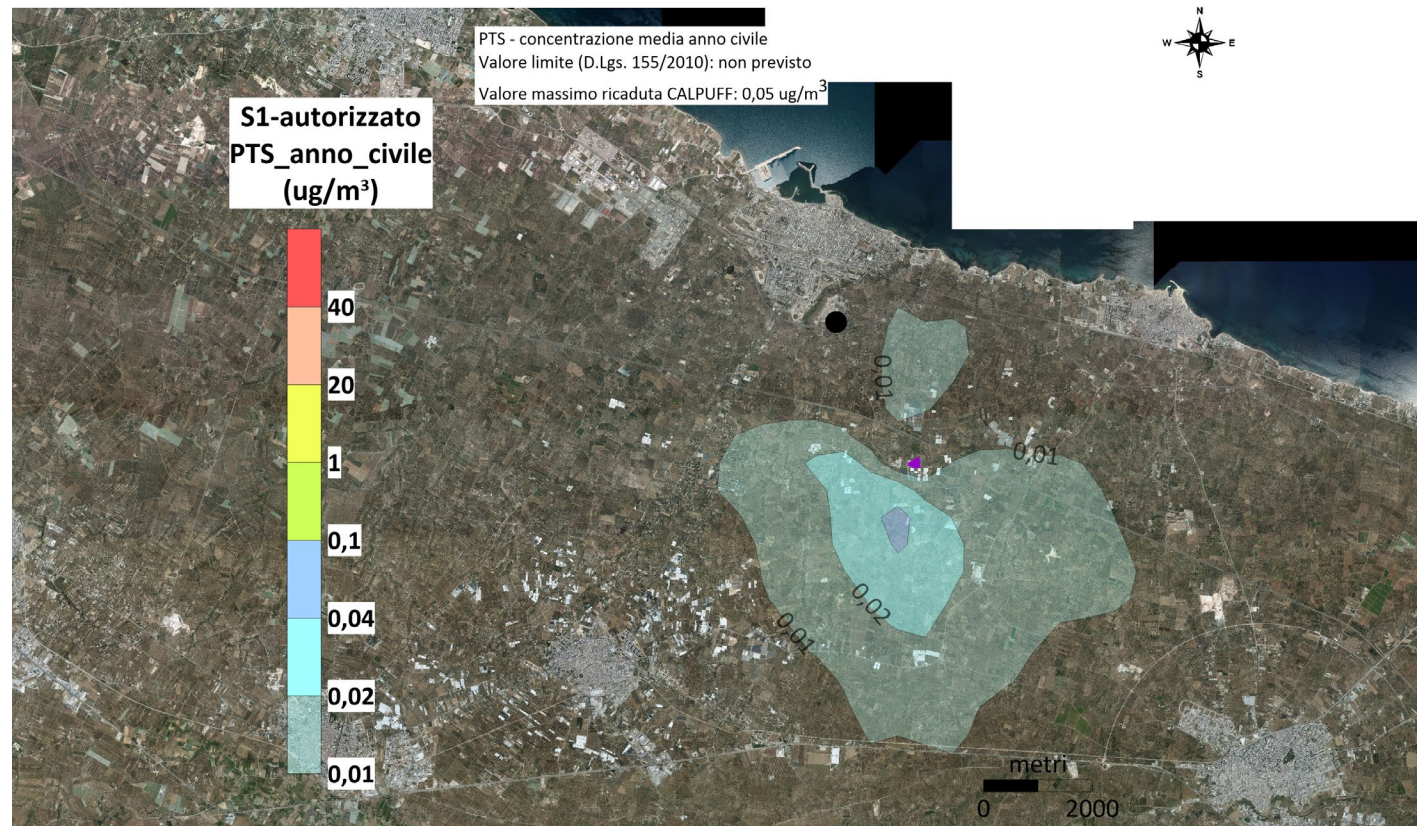 N
W E
S
PTS - concentrazione media anno civile
Valore limite (D.Lgs. 155/2010): non previsto
Valore massimo ricaduta CALPUFF: 0,05 ug/m³
S1-autorizzato
PTS_anno_civile
(ug/m³)
40
20
1
0,1
0,04
0,02
0,01
0,01
0,01
0,02
0,01
metri
0 2000